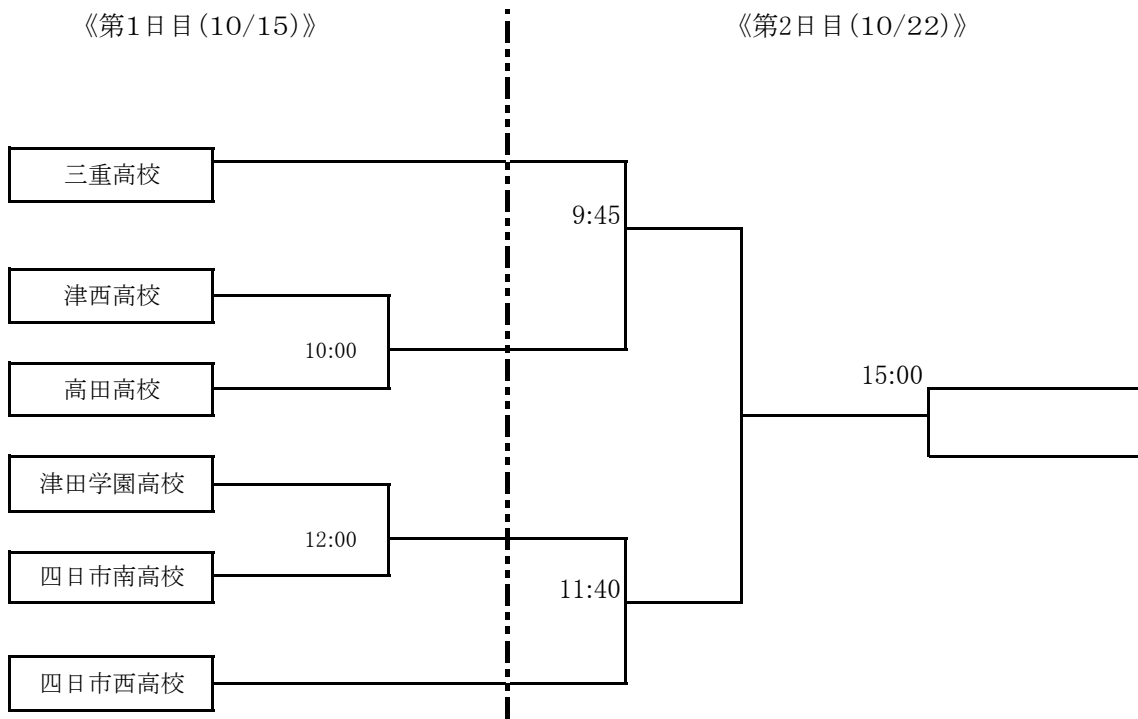 《第１日目(10/15)》
《第2日目(10/22)》
三重高校
9:45
津西高校
10:00
高田高校
15:00
津田学園高校
12:00
四日市南高校
11:40
四日市西高校